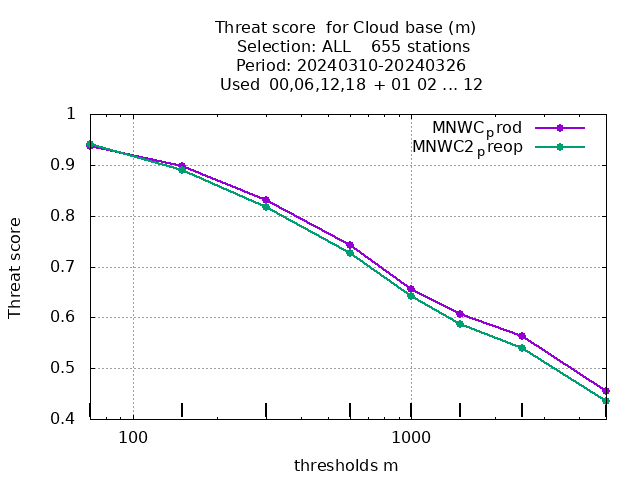 Threat score  for Cloud base (m)
Selection: ALL    655 stations
Period: 20240310-20240326
Used 00,06,12,18 + 01 02 ... 12
MNWCprod
MNWC2preop
1
0.9
0.8
0.7
0.6
0.5
0.4
Threat score
100
1000
thresholds m